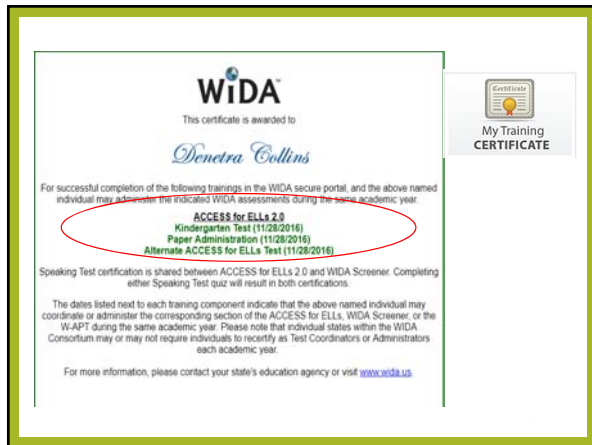 WiDA
This certificate is awarded to
Denetra Collins
For successful completion of the following trainings in the WIDA secure portal, and the above named
individual may administer the indicated WIDA assessments during the same academic year.
ACCESS for ELLs 2.0
Kindergarten Test (11/28/2016)
Paper Administration (11/28/2016)
Alternate ACCESS for ELLs Test (11/28/2016)
Speaking Test certification is shared between ACCESS for ELLs 2.0 and WIDA Screener. Completing
either Speaking Test quiz will result in both certifications.
The dates listed next to each training component indicate that the above named individual may
coordinate or administer the corresponding section of the ACCESS for ELLs, WIDA Screener, or the
W-APT during the same academic year. Please note that individual states within the WIDA
Consortium may or may not require individuals to recertify as Test Coordinators or Administrators
each academic year.
For more information, please contact your state's education agency or visit www.wida.us.
Certificate
My Training
CERTIFICATE